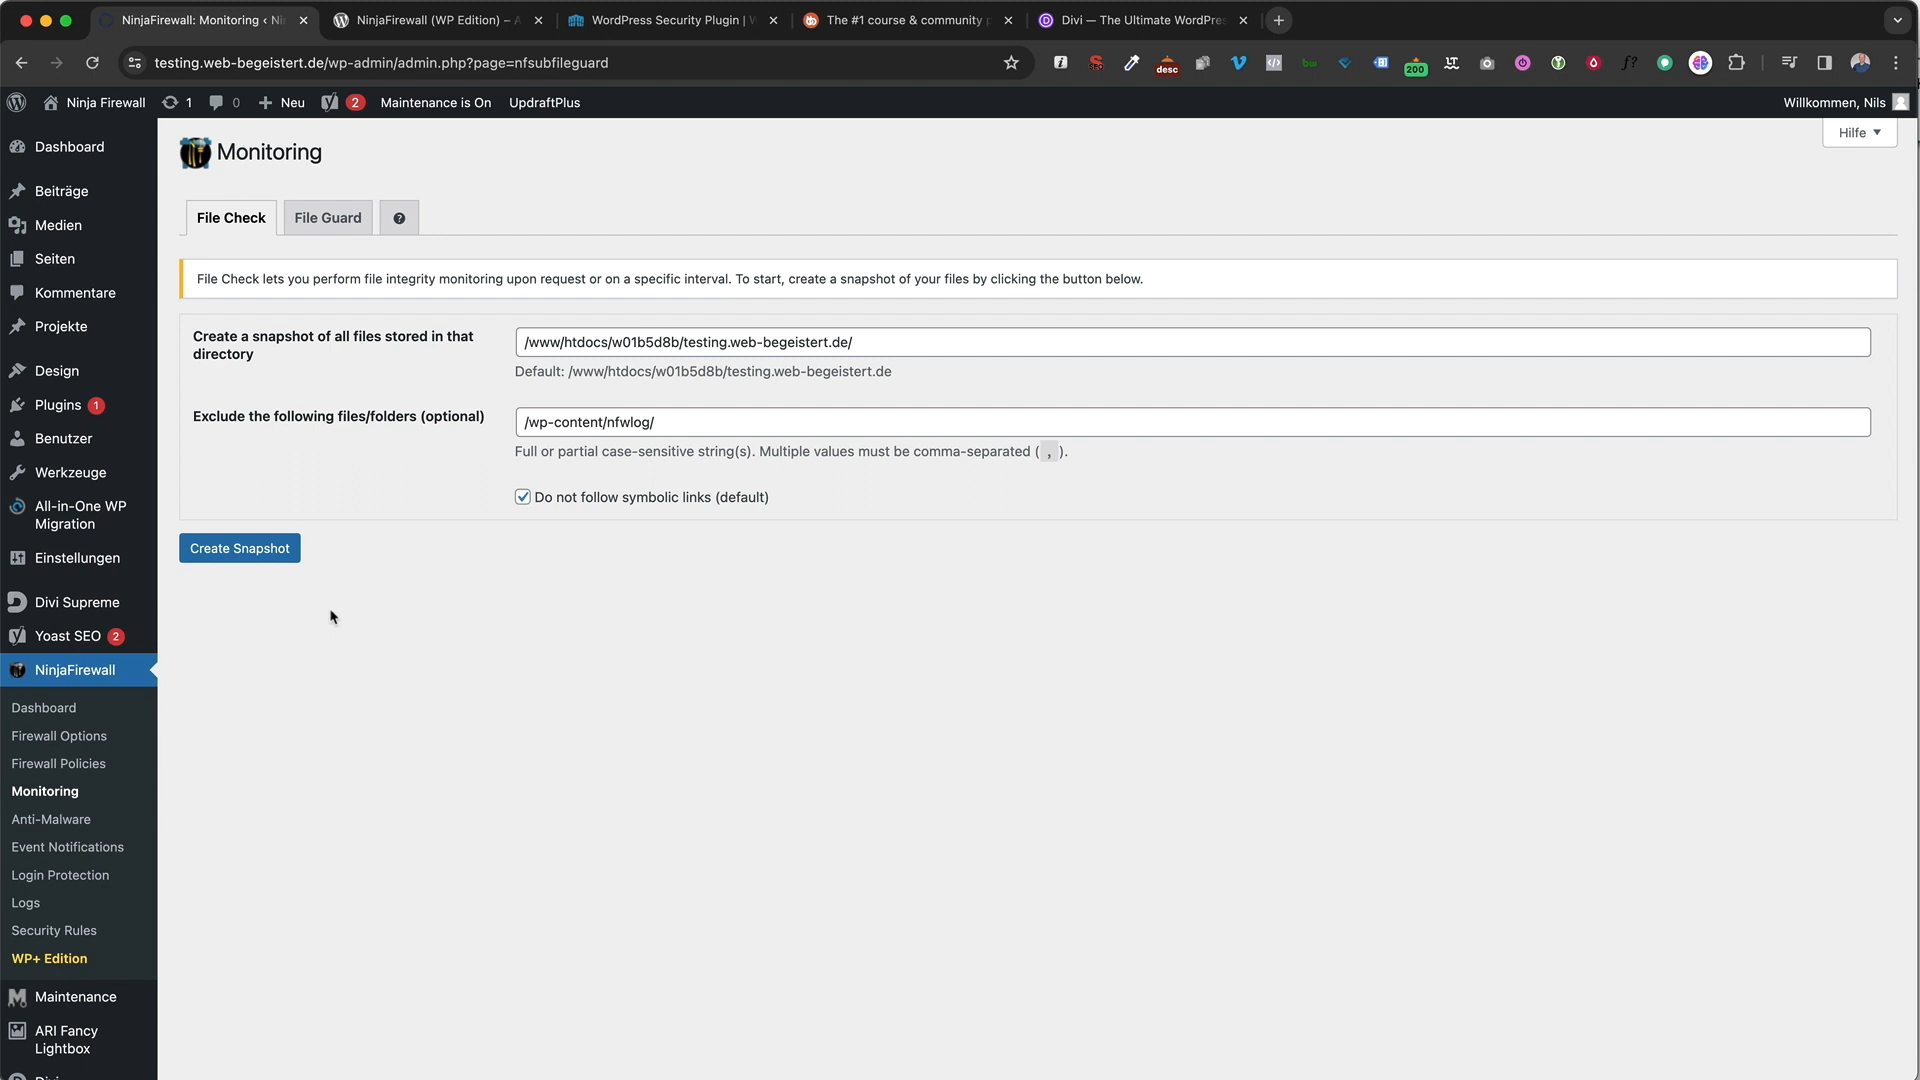 NinjaFirewall: Monitoring ‹ Ni
NinjaFirewall (WP Edition) – A
WordPress Security Plugin | W
The #1 course & community p
Divi — The Ultimate WordPres
testing.web-begeistert.de/wp-admin/admin.php?page=nfsubfileguard
desc
200
Ninja Firewall
1
0
Neu
2
Maintenance is On
UpdraftPlus
Willkommen, Nils
Dashboard
Beiträge
Medien
Seiten
Kommentare
Projekte
Design
Plugins 1
Benutzer
Werkzeuge
All-in-One WP
Migration
Einstellungen
Divi Supreme
Yoast SEO 2
NinjaFirewall
Dashboard
Firewall Options
Firewall Policies
Monitoring
Anti-Malware
Event Notifications
Login Protection
Logs
Security Rules
WP+ Edition
Maintenance
ARI Fancy
Lightbox
Hilfe
Monitoring
File Check
File Guard
?
File Check lets you perform file integrity monitoring upon request or on a specific interval. To start, create a snapshot of your files by clicking the button below.
Create a snapshot of all files stored in that
directory
/www/htdocs/w01b5d8b/testing.web-begeistert.de/
Default: /www/htdocs/w01b5d8b/testing.web-begeistert.de
Exclude the following files/folders (optional)
/wp-content/nfwlog/
Full or partial case-sensitive string(s). Multiple values must be comma-separated ( , ).
Do not follow symbolic links (default)
Create Snapshot